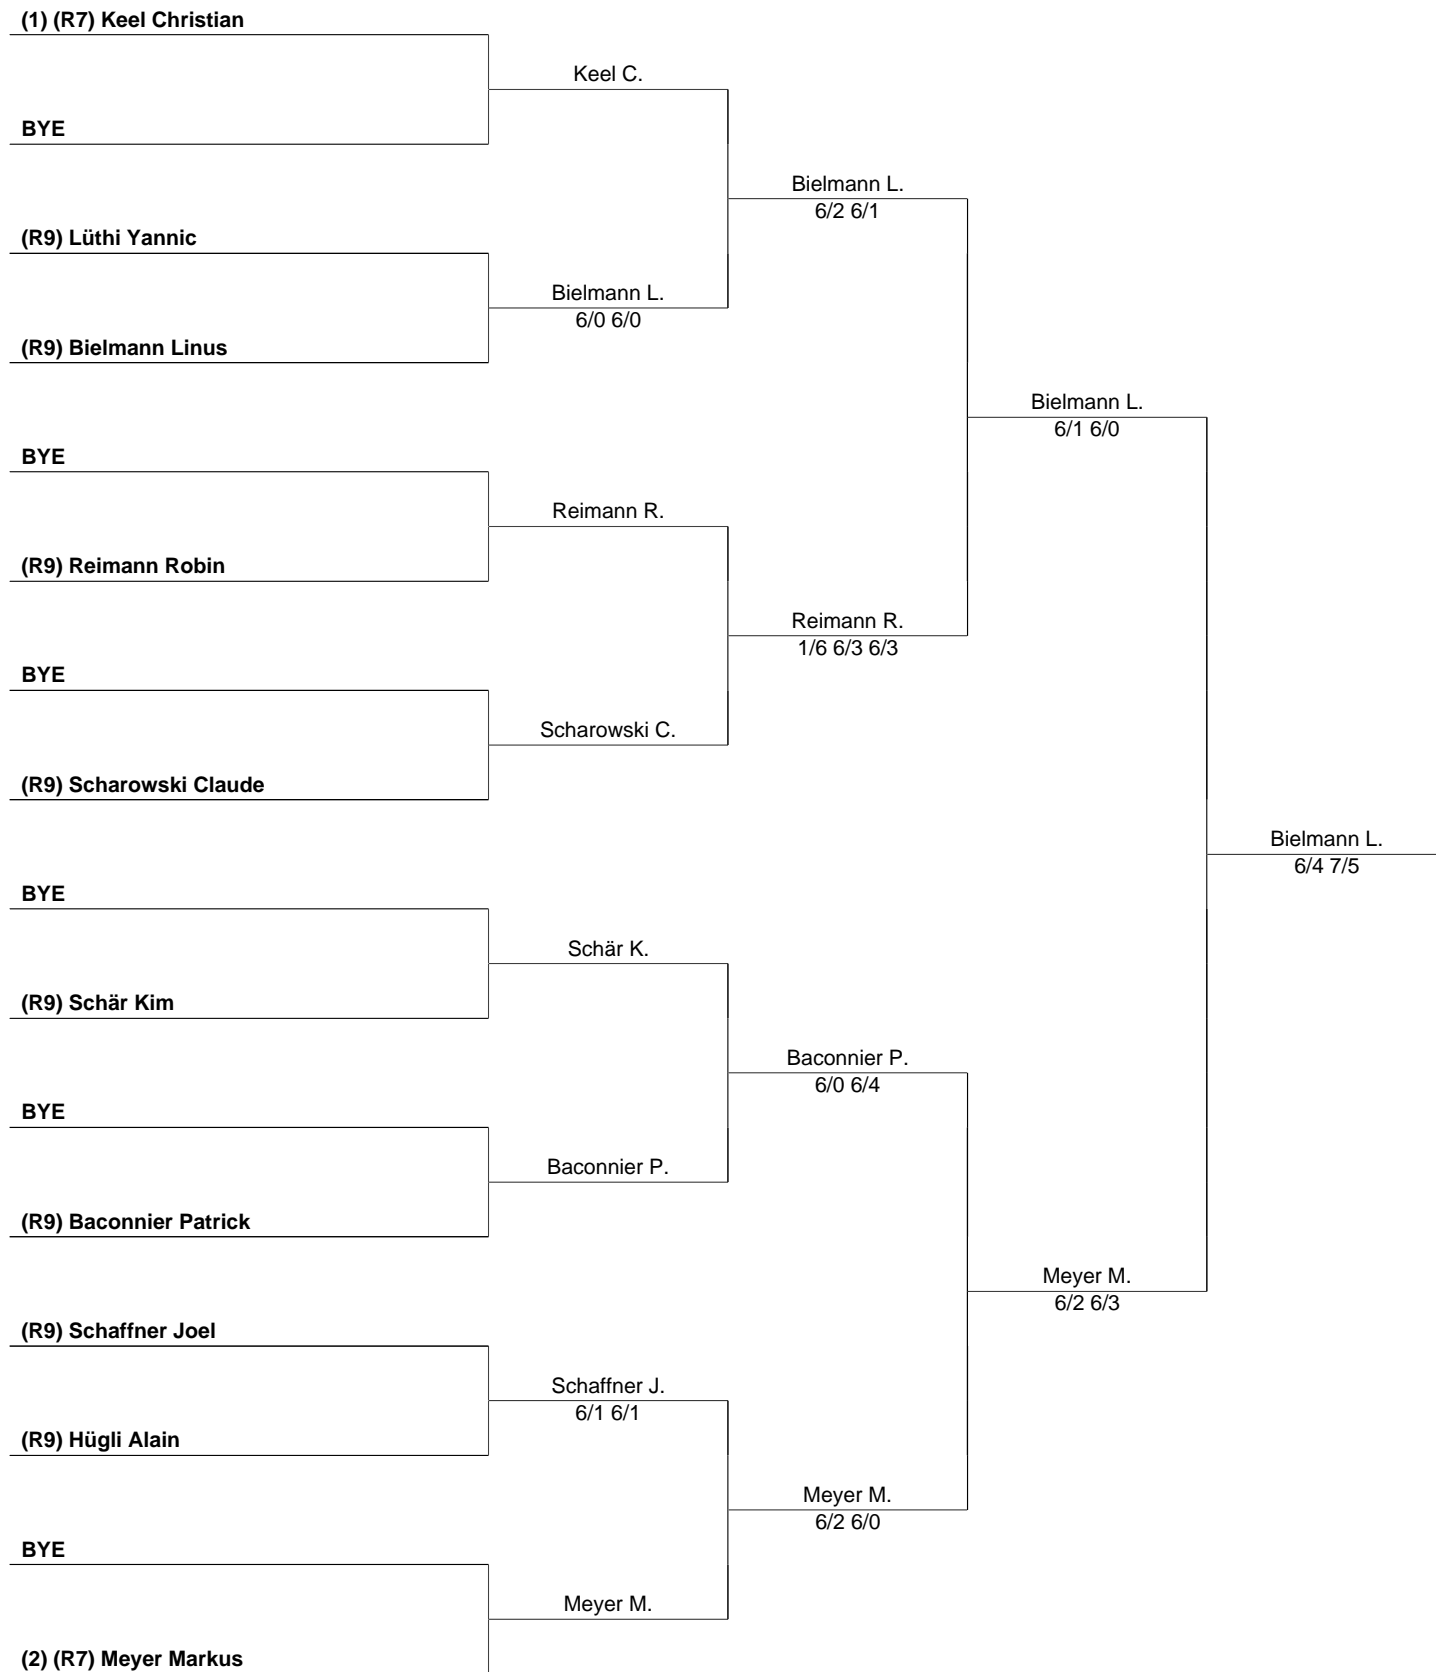 (1) (R7) Keel Christian
Keel C.
BYE
Bielmann L.
6/2 6/1
(R9) Lüthi Yannic
Bielmann L.
6/0 6/0
(R9) Bielmann Linus
Bielmann L.
6/1 6/0
BYE
Reimann R.
(R9) Reimann Robin
Reimann R.
1/6 6/3 6/3
BYE
Scharowski C.
(R9) Scharowski Claude
Bielmann L.
6/4 7/5
BYE
Schär K.
(R9) Schär Kim
Baconnier P.
6/0 6/4
BYE
Baconnier P.
(R9) Baconnier Patrick
Meyer M.
6/2 6/3
(R9) Schaffner Joel
Schaffner J.
6/1 6/1
(R9) Hügli Alain
Meyer M.
6/2 6/0
BYE
Meyer M.
(2) (R7) Meyer Markus